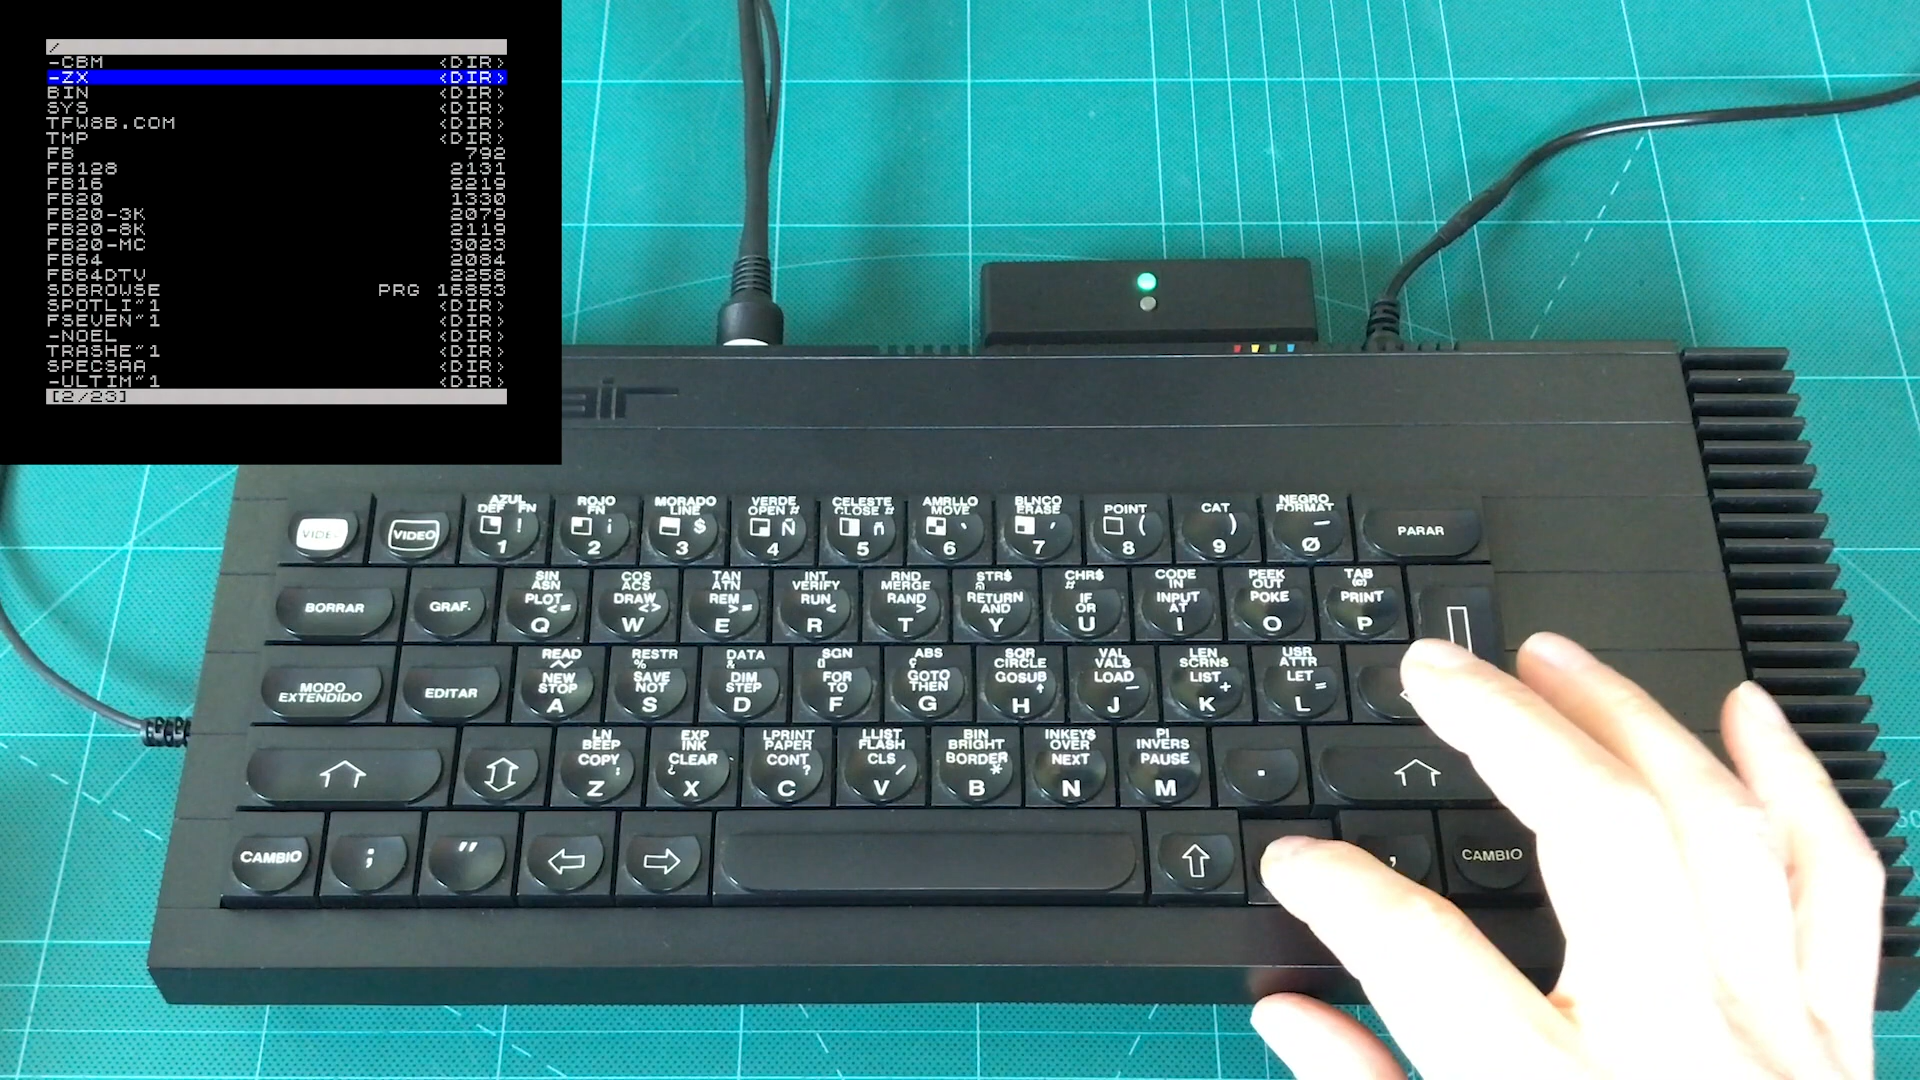 /
-CBM <DIR>
-ZX <DIR>
BIN <DIR>
SYS <DIR>
TFW8B.COM <DIR>
TMP <DIR>
FB 792
FB128 2131
FB16 2219
FB20 1330
FB20-3K 2079
FB20-8K 2119
FB20-MC 3023
FB64 2084
FB64DTV 2258
SDBROWSE PRG 16853
SPOTLI~1 <DIR>
FSEVEN~1 <DIR>
-NOEL <DIR>
TRASHE~1 <DIR>
SPECSAA <DIR>
-ULTIM~1 <DIR>
[2/23]
air
AZUL ROJO MORADO VERDE CELESTE AMRLLO BLNCO NEGRO
DEF FN FN LINE OPEN # CLOSE # MOVE ERASE POINT CAT FORMAT
VIDEO VIDEO ! ¡ $ Ñ ñ ` ' ( ) — PARAR
1 2 3 4 5 6 7 8 9 Ø
SIN COS TAN INT RND STR$ CHR$ CODE PEEK TAB
ASN ACS ATN VERIFY MERGE ∩ # IN OUT (C)
BORRAR GRAF. PLOT DRAW REM RUN RAND RETURN IF INPUT POKE PRINT
<= <> >= < > AND OR AT
Q W E R T Y U I O P
READ RESTR DATA SGN ABS SQR VAL LEN USR
~ % & {} ç CIRCLE VAL$ SCRNS ATTR
MODO EXTENDIDO EDITAR NEW SAVE DIM FOR GOTO GOSUB LOAD LIST LET
STOP NOT STEP TO THEN ↑ — + =
A S D F G H J K L
LN EXP LPRINT LLIST BIN INKEY$ PI
BEEP INK PAPER FLASH BRIGHT OVER INVERS
COPY CLEAR CONT CLS BORDER NEXT PAUSE
: ¿ ? / *
Z X C V B N M .
CAMBIO ; " ⇦ ⇨ ⇧ , CAMBIO